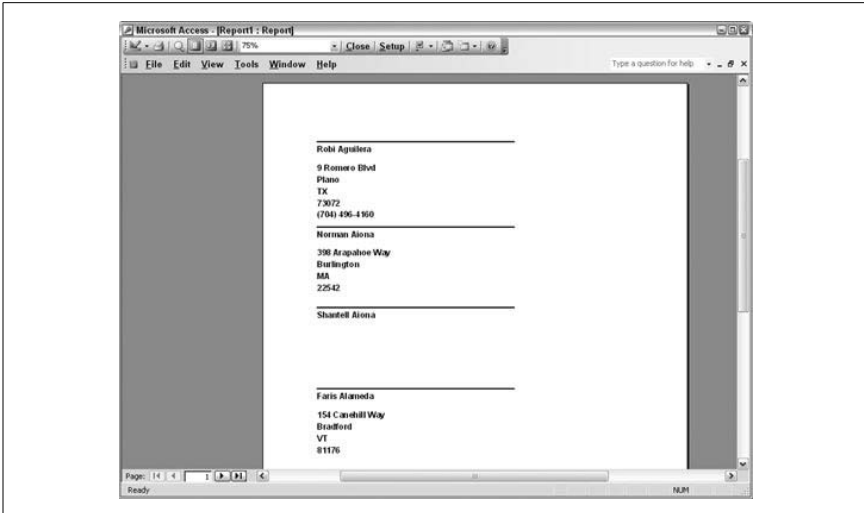 Microsoft Access - [Report1 : Report]
75% Close Setup
File Edit View Tools Window Help Type a question for help
Robi Aguilera
9 Romero Blvd
Plano
TX
73072
(704) 496-4160
Norman Aiona
398 Arapahoe Way
Burlington
MA
22542
Shantell Aiona
Faris Alameda
154 Canehill Way
Bradford
VT
81176
Page: 1
Ready NUM